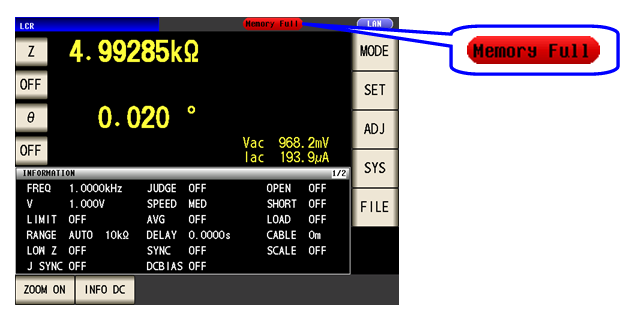 LCR Memory Full LAN
Memory Full
Z 4.99285kΩ MODE
OFF SET
θ 0.020 ° ADJ
OFF Vac 968.2mV
Iac 193.9µA SYS
INFORMATION 1/2
FREQ 1.0000kHz JUDGE OFF OPEN OFF
V 1.000V SPEED MED SHORT OFF FILE
LIMIT OFF AVG OFF LOAD OFF
RANGE AUTO 10kΩ DELAY 0.0000s CABLE 0m
LOW Z OFF SYNC OFF SCALE OFF
J SYNC OFF DCBIAS OFF
ZOOM ON INFO DC